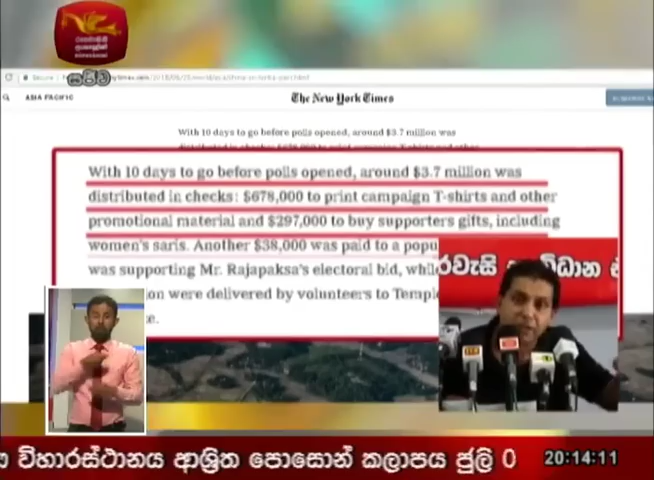 සජීවී
ASIA PACIFIC
The New York Times
With 10 days to go before polls opened, around $3.7 million was
With 10 days to go before polls opened, around $3.7 million was
distributed in checks: $678,000 to print campaign T-shirts and other
promotional material and $297,000 to buy supporters gifts, including
women's saris. Another $38,000 was paid to a popu
was supporting Mr. Rajapaksa's electoral bid, whil
on were delivered by volunteers to Templ
e.
විහාරස්ථානය ආශ්‍රිත පොසොන් කලාපය ජූලි 0
20:14:11